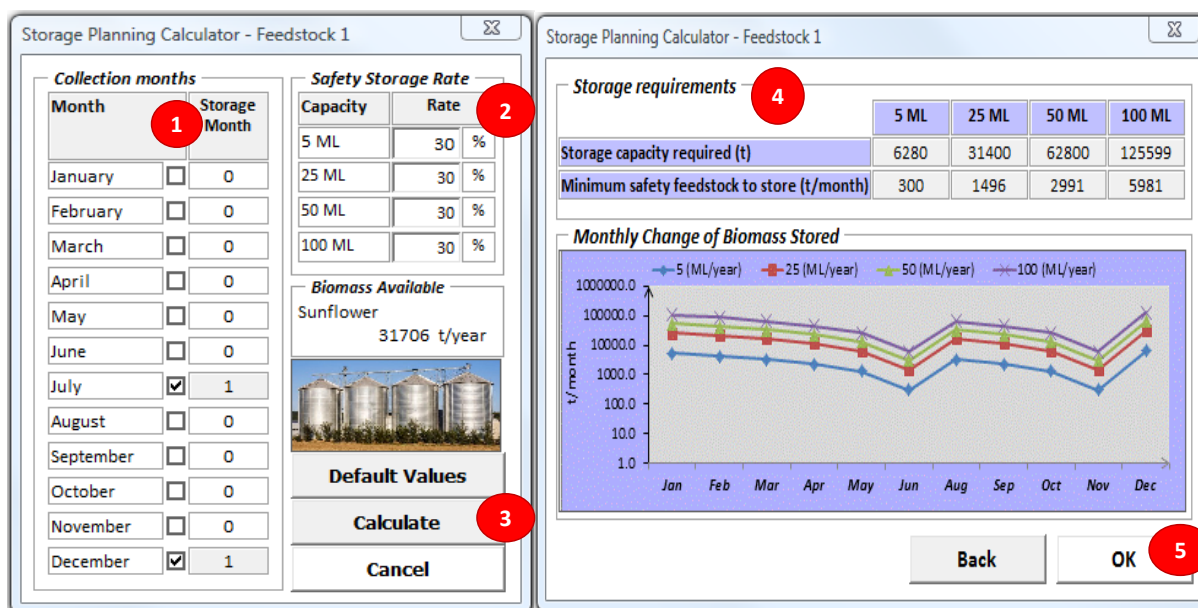 Storage Planning Calculator - Feedstock 1
Collection months
Month
1
Storage Month
January 0
February 0
March 0
April 0
May 0
June 0
July 1
August 0
September 0
October 0
November 0
December 1
Safety Storage Rate
2
Capacity Rate
5 ML 30 %
25 ML 30 %
50 ML 30 %
100 ML 30 %
Biomass Available
Sunflower
31706 t/year
Default Values
Calculate
3
Cancel
Storage Planning Calculator - Feedstock 1
Storage requirements
4
5 ML 25 ML 50 ML 100 ML
Storage capacity required (t) 6280 31400 62800 125599
Minimum safety feedstock to store (t/month) 300 1496 2991 5981
Monthly Change of Biomass Stored
5 (ML/year) 25 (ML/year) 50 (ML/year) 100 (ML/year)
t/month
1000000.0
100000.0
10000.0
1000.0
100.0
10.0
1.0
Jan Feb Mar Apr May Jun Aug Sep Oct Nov Dec
Back
OK
5